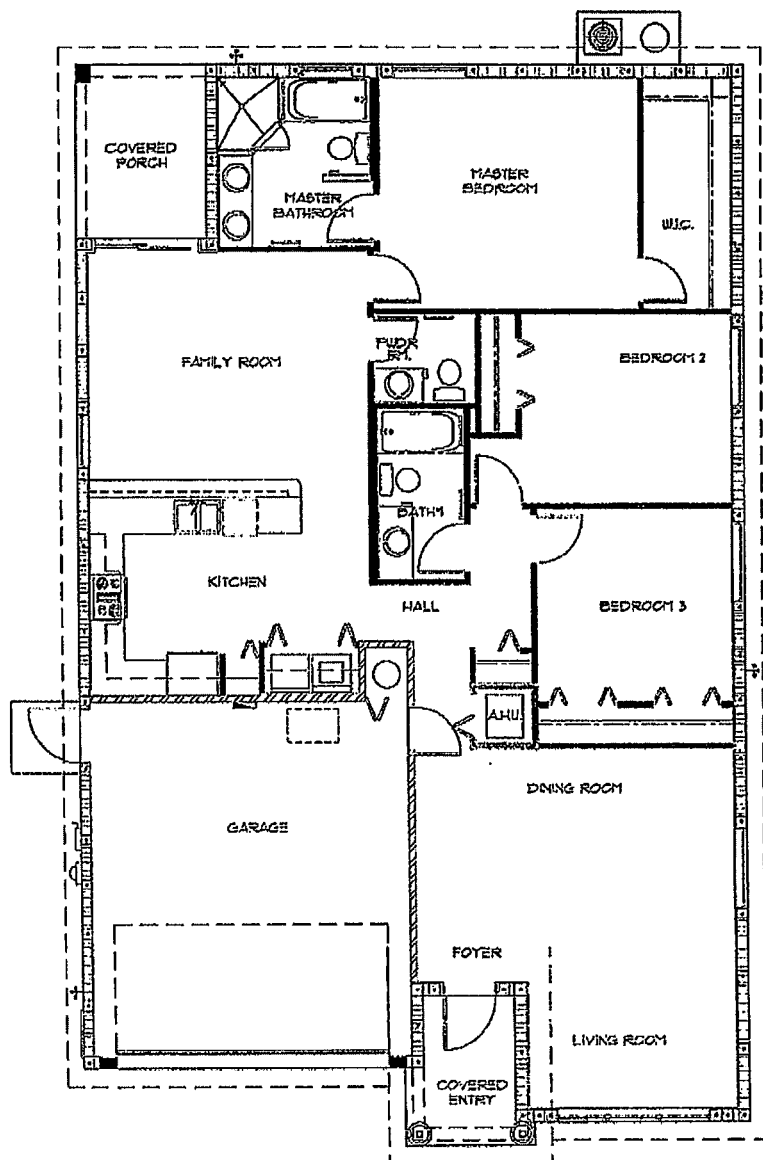 COVERED
PORCH
MASTER
BATHROOM
MASTER
BEDROOM
W.I.C.
FAMILY ROOM
PWDR
RM.
BEDROOM 2
BATH1
KITCHEN
HALL
BEDROOM 3
A.H.U.
DINING ROOM
GARAGE
FOYER
LIVING ROOM
COVERED
ENTRY